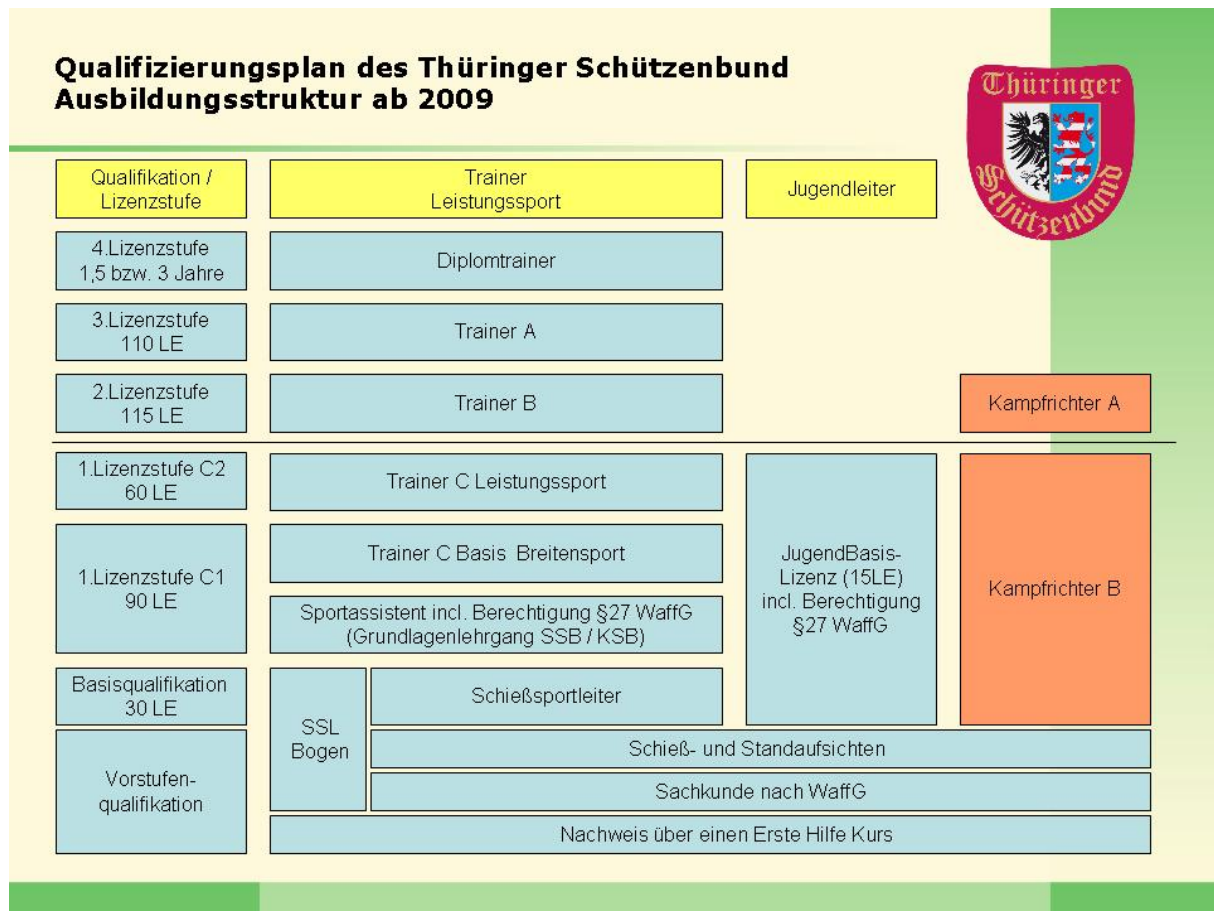 Qualifizierungsplan des Thüringer Schützenbund
Ausbildungsstruktur ab 2009
Thüringer
Schützenbund
Qualifikation /
Lizenzstufe
Trainer
Leistungssport
Jugendleiter
4.Lizenzstufe
1,5 bzw. 3 Jahre
Diplomtrainer
3.Lizenzstufe
110 LE
Trainer A
2.Lizenzstufe
115 LE
Trainer B
Kampfrichter A
1.Lizenzstufe C2
60 LE
Trainer C Leistungssport
1.Lizenzstufe C1
90 LE
Trainer C Basis Breitensport
Sportassistent incl. Berechtigung §27 WaffG
(Grundlagenlehrgang SSB / KSB)
JugendBasis-
Lizenz (15LE)
incl. Berechtigung
§27 WaffG
Kampfrichter B
Basisqualifikation
30 LE
SSL
Bogen
Schießsportleiter
Vorstufen-
qualifikation
Schieß- und Standaufsichten
Sachkunde nach WaffG
Nachweis über einen Erste Hilfe Kurs